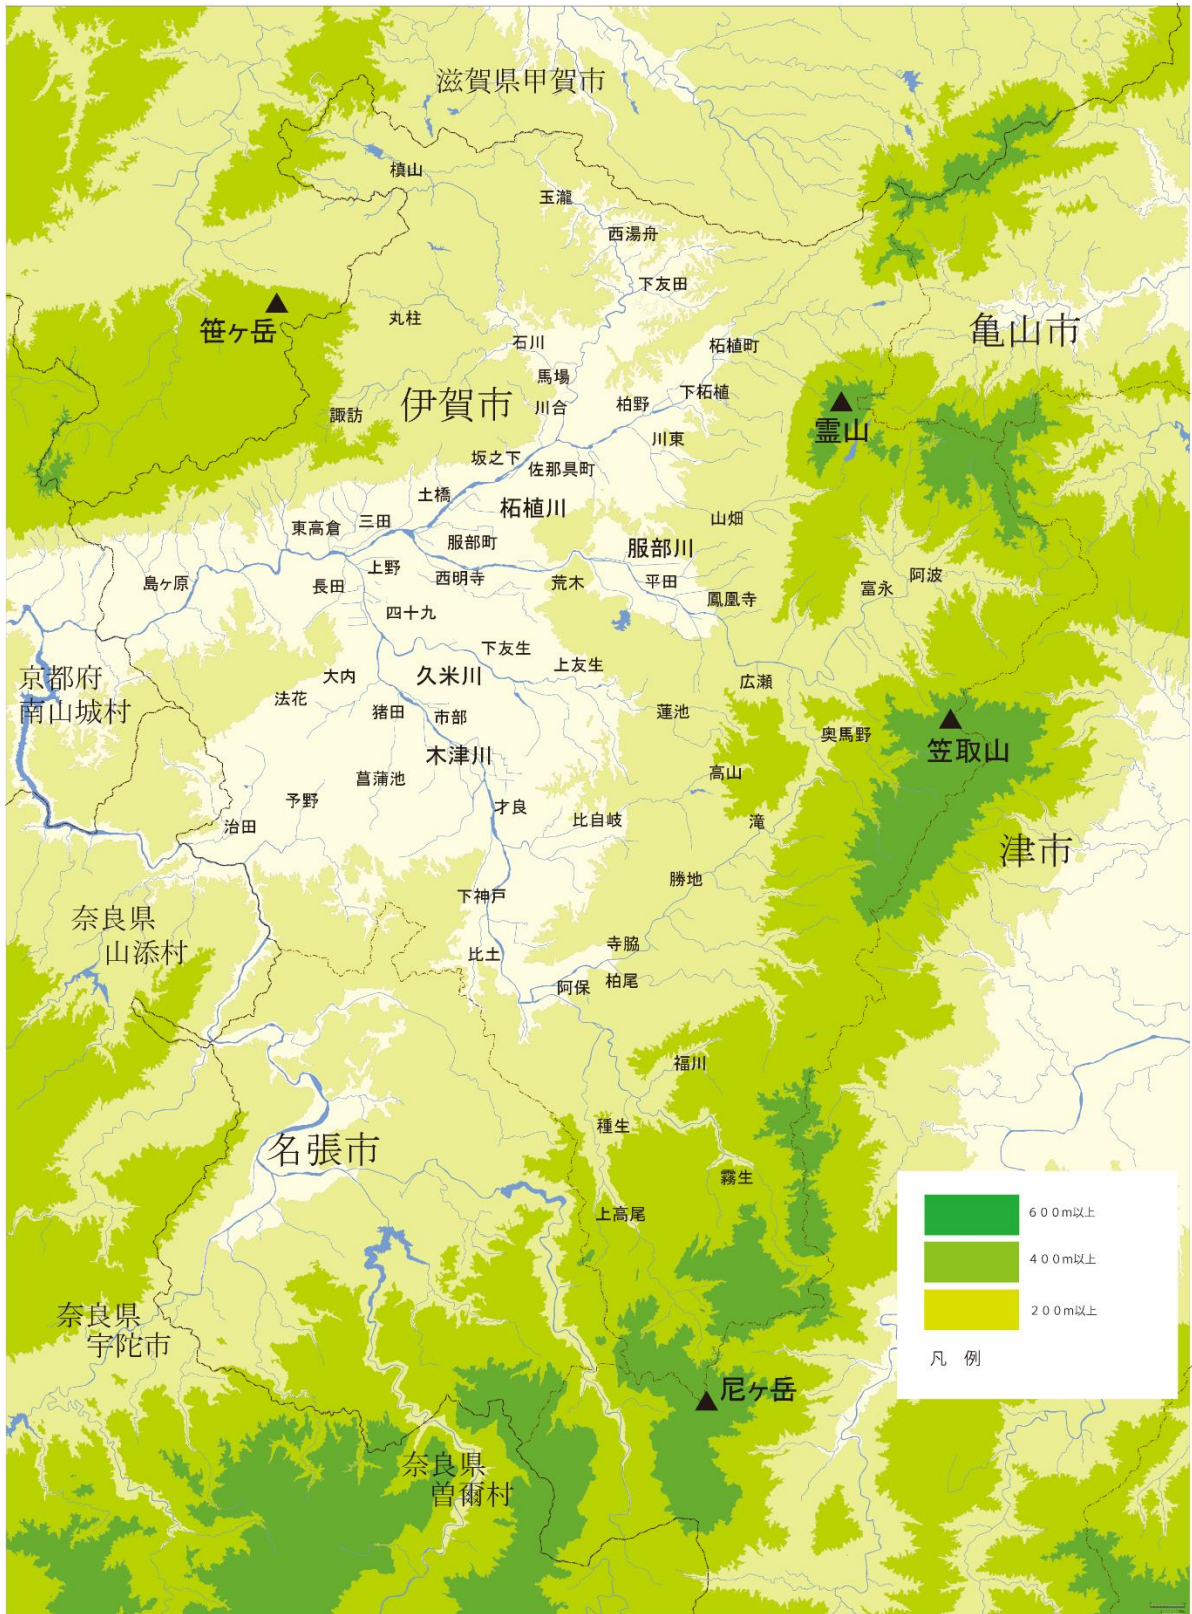 滋賀県甲賀市
槙山
玉瀧
西湯舟
下友田
笹ヶ岳
丸柱
石川
柘植町
亀山市
馬場
下柘植
伊賀市
川合
柏野
諏訪
霊山
川東
坂之下
佐那具町
土橋
柘植川
東高倉
三田
山畑
服部町
服部川
上野
西明寺
島ヶ原
長田
荒木
平田
富永
阿波
鳳凰寺
四十九
下友生
上友生
京都府
南山城村
大内
久米川
広瀬
法花
猪田
市部
蓮池
奥馬野
笠取山
木津川
菖蒲池
高山
予野
才良
治田
比自岐
滝
津市
勝地
下神戸
奈良県
山添村
寺脇
比土
阿保
柏尾
福川
種生
名張市
霧生
上高尾
600m以上
400m以上
200m以上
凡 例
奈良県
宇陀市
尼ヶ岳
奈良県
曽爾村